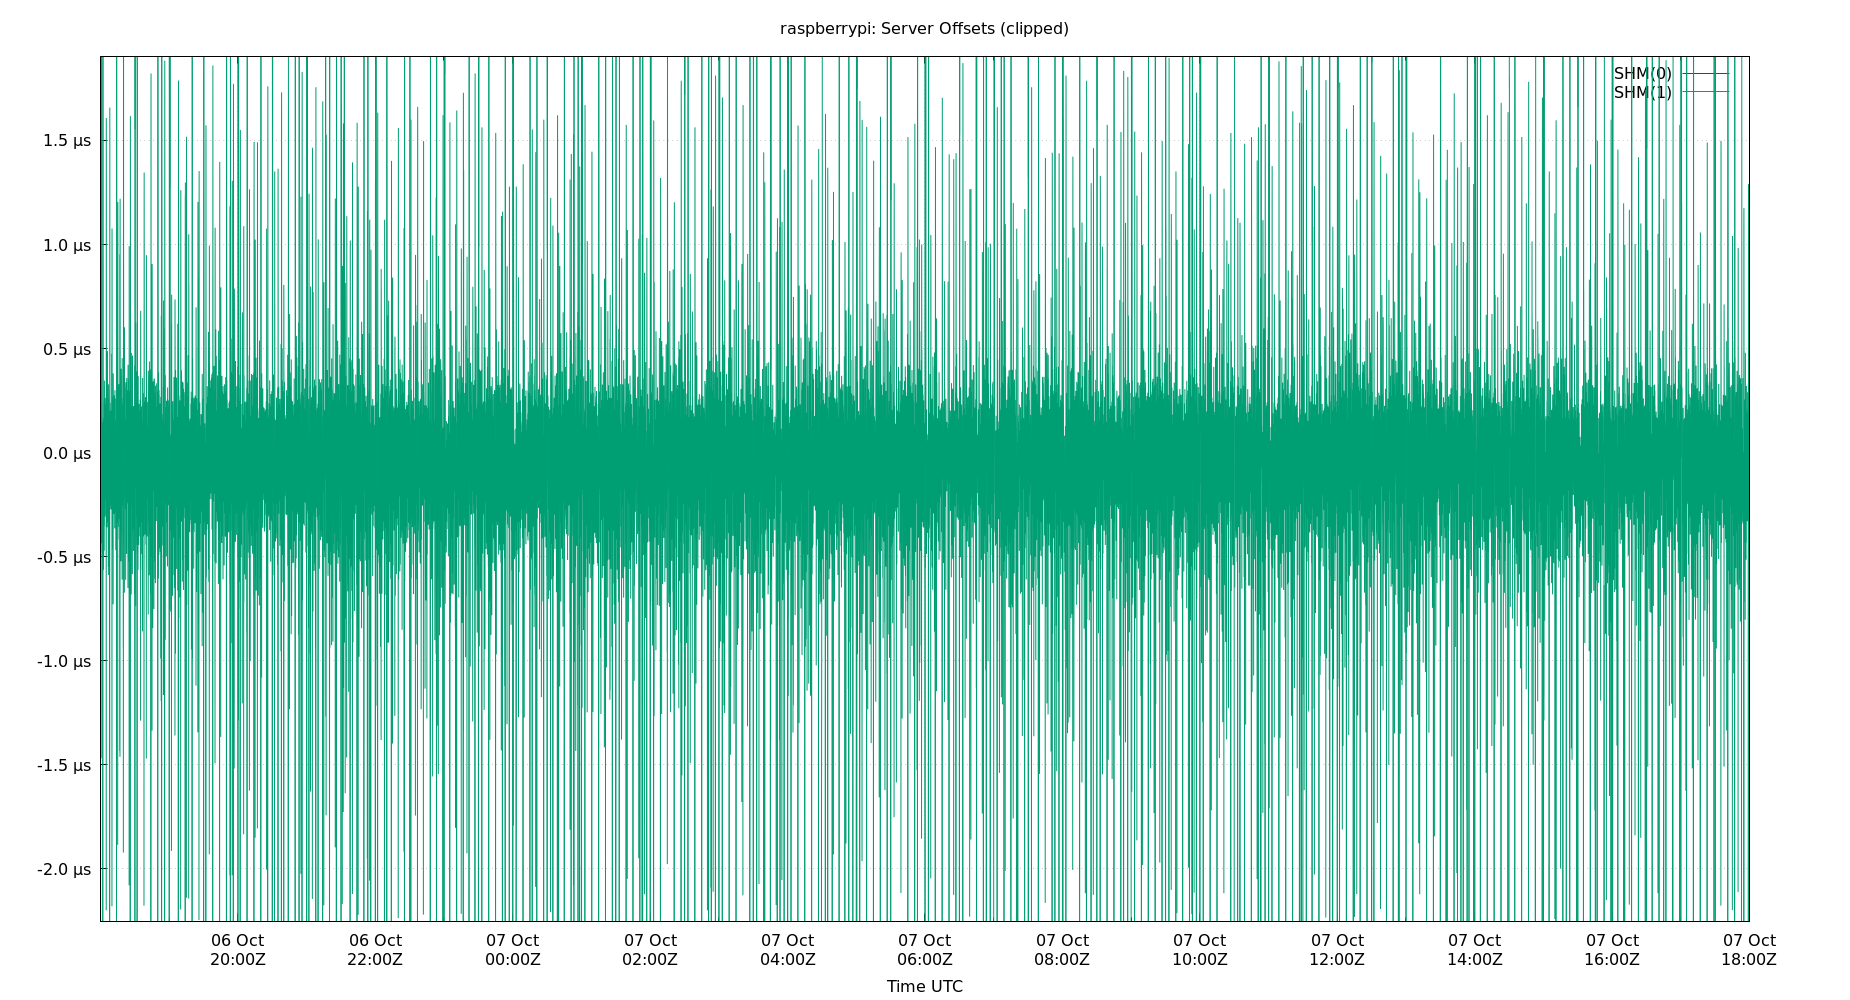 raspberrypi: Server Offsets (clipped)
SHM(0)
SHM(1)
1.5 µs
1.0 µs
0.5 µs
0.0 µs
-0.5 µs
-1.0 µs
-1.5 µs
-2.0 µs
06 Oct 06 Oct 07 Oct 07 Oct 07 Oct 07 Oct 07 Oct 07 Oct 07 Oct 07 Oct 07 Oct 07 Oct
20:00Z 22:00Z 00:00Z 02:00Z 04:00Z 06:00Z 08:00Z 10:00Z 12:00Z 14:00Z 16:00Z 18:00Z
Time UTC